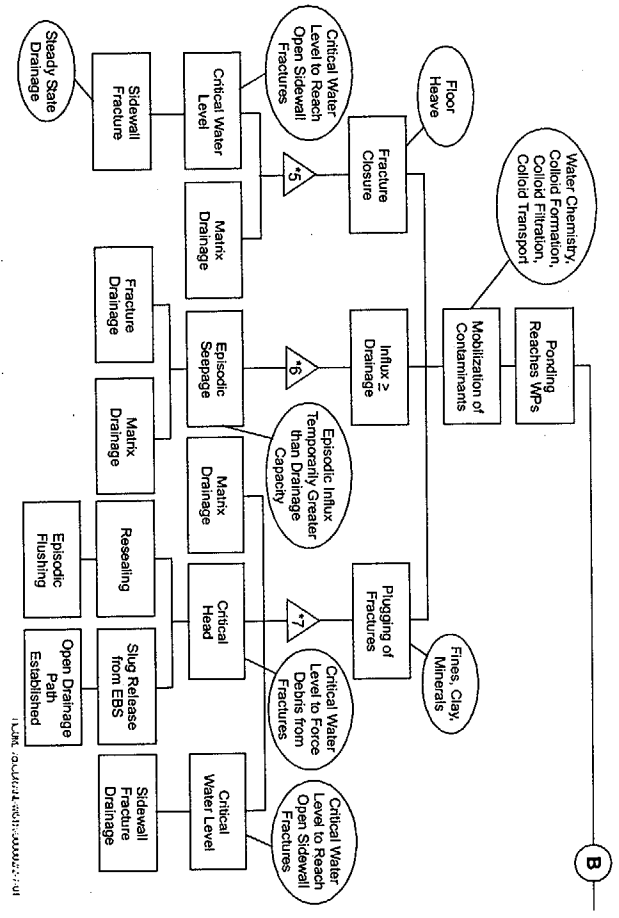 B
Ponding
Reaches WPs
Water Chemistry,
Colloid Formation,
Colloid Filtration,
Colloid Transport
Mobilization of
Contaminants
Floor
Heave
Fracture
Closure
Influx ≥
Drainage
Plugging of
Fractures
Fines, Clay,
Minerals
*5
*6
*7
Critical Water
Level to Reach
Open Sidewall
Fractures
Episodic Influx
Temporarily Greater
than Drainage
Capacity
Critical Water
Level to Force
Debris from
Fractures
Critical Water
Level to Reach
Open Sidewall
Fractures
Critical Water
Level
Matrix
Drainage
Episodic
Seepage
Matrix
Drainage
Critical
Head
Critical
Water Level
Sidewall
Fracture
Fracture
Drainage
Matrix
Drainage
Resealing
Slug Release
from EBS
Sidewall
Fracture
Drainage
Steady State
Drainage
Episodic
Flushing
Open Drainage
Path
Established